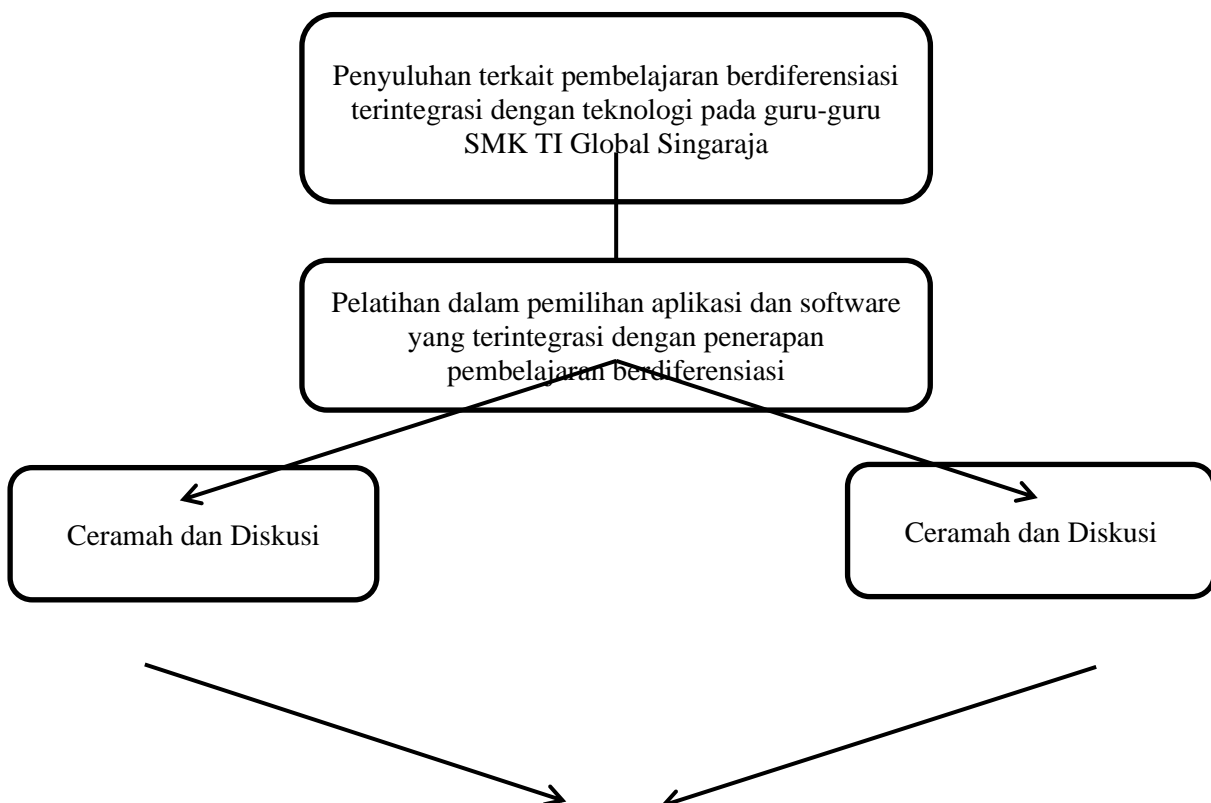 Penyuluhan terkait pembelajaran berdiferensiasi
terintegrasi dengan teknologi pada guru-guru
SMK TI Global Singaraja
Pelatihan dalam pemilihan aplikasi dan software
yang terintegrasi dengan penerapan
pembelajaran berdiferensiasi
Ceramah dan Diskusi
Ceramah dan Diskusi